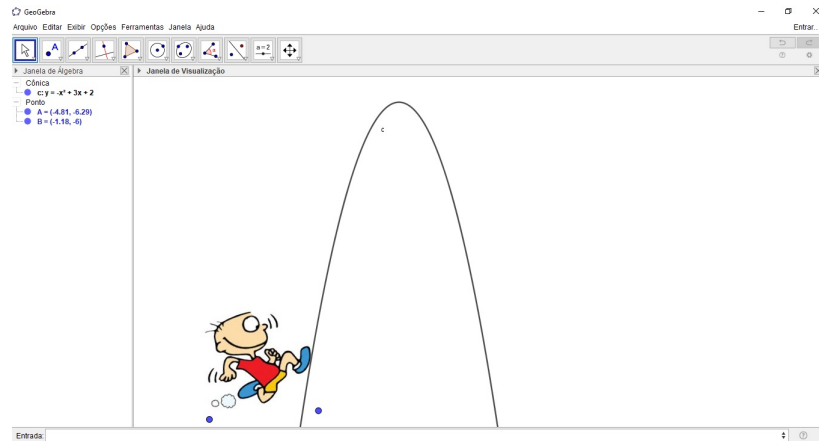 GeoGebra
Arquivo Editar Exibir Opções Ferramentas Janela Ajuda
Entrar...
a=2
Janela de Álgebra
Janela de Visualização
Cônica
c: y = -x² + 3x + 2
Ponto
A = (-4.81, -6.29)
B = (-1.18, -6)
c
Entrada: